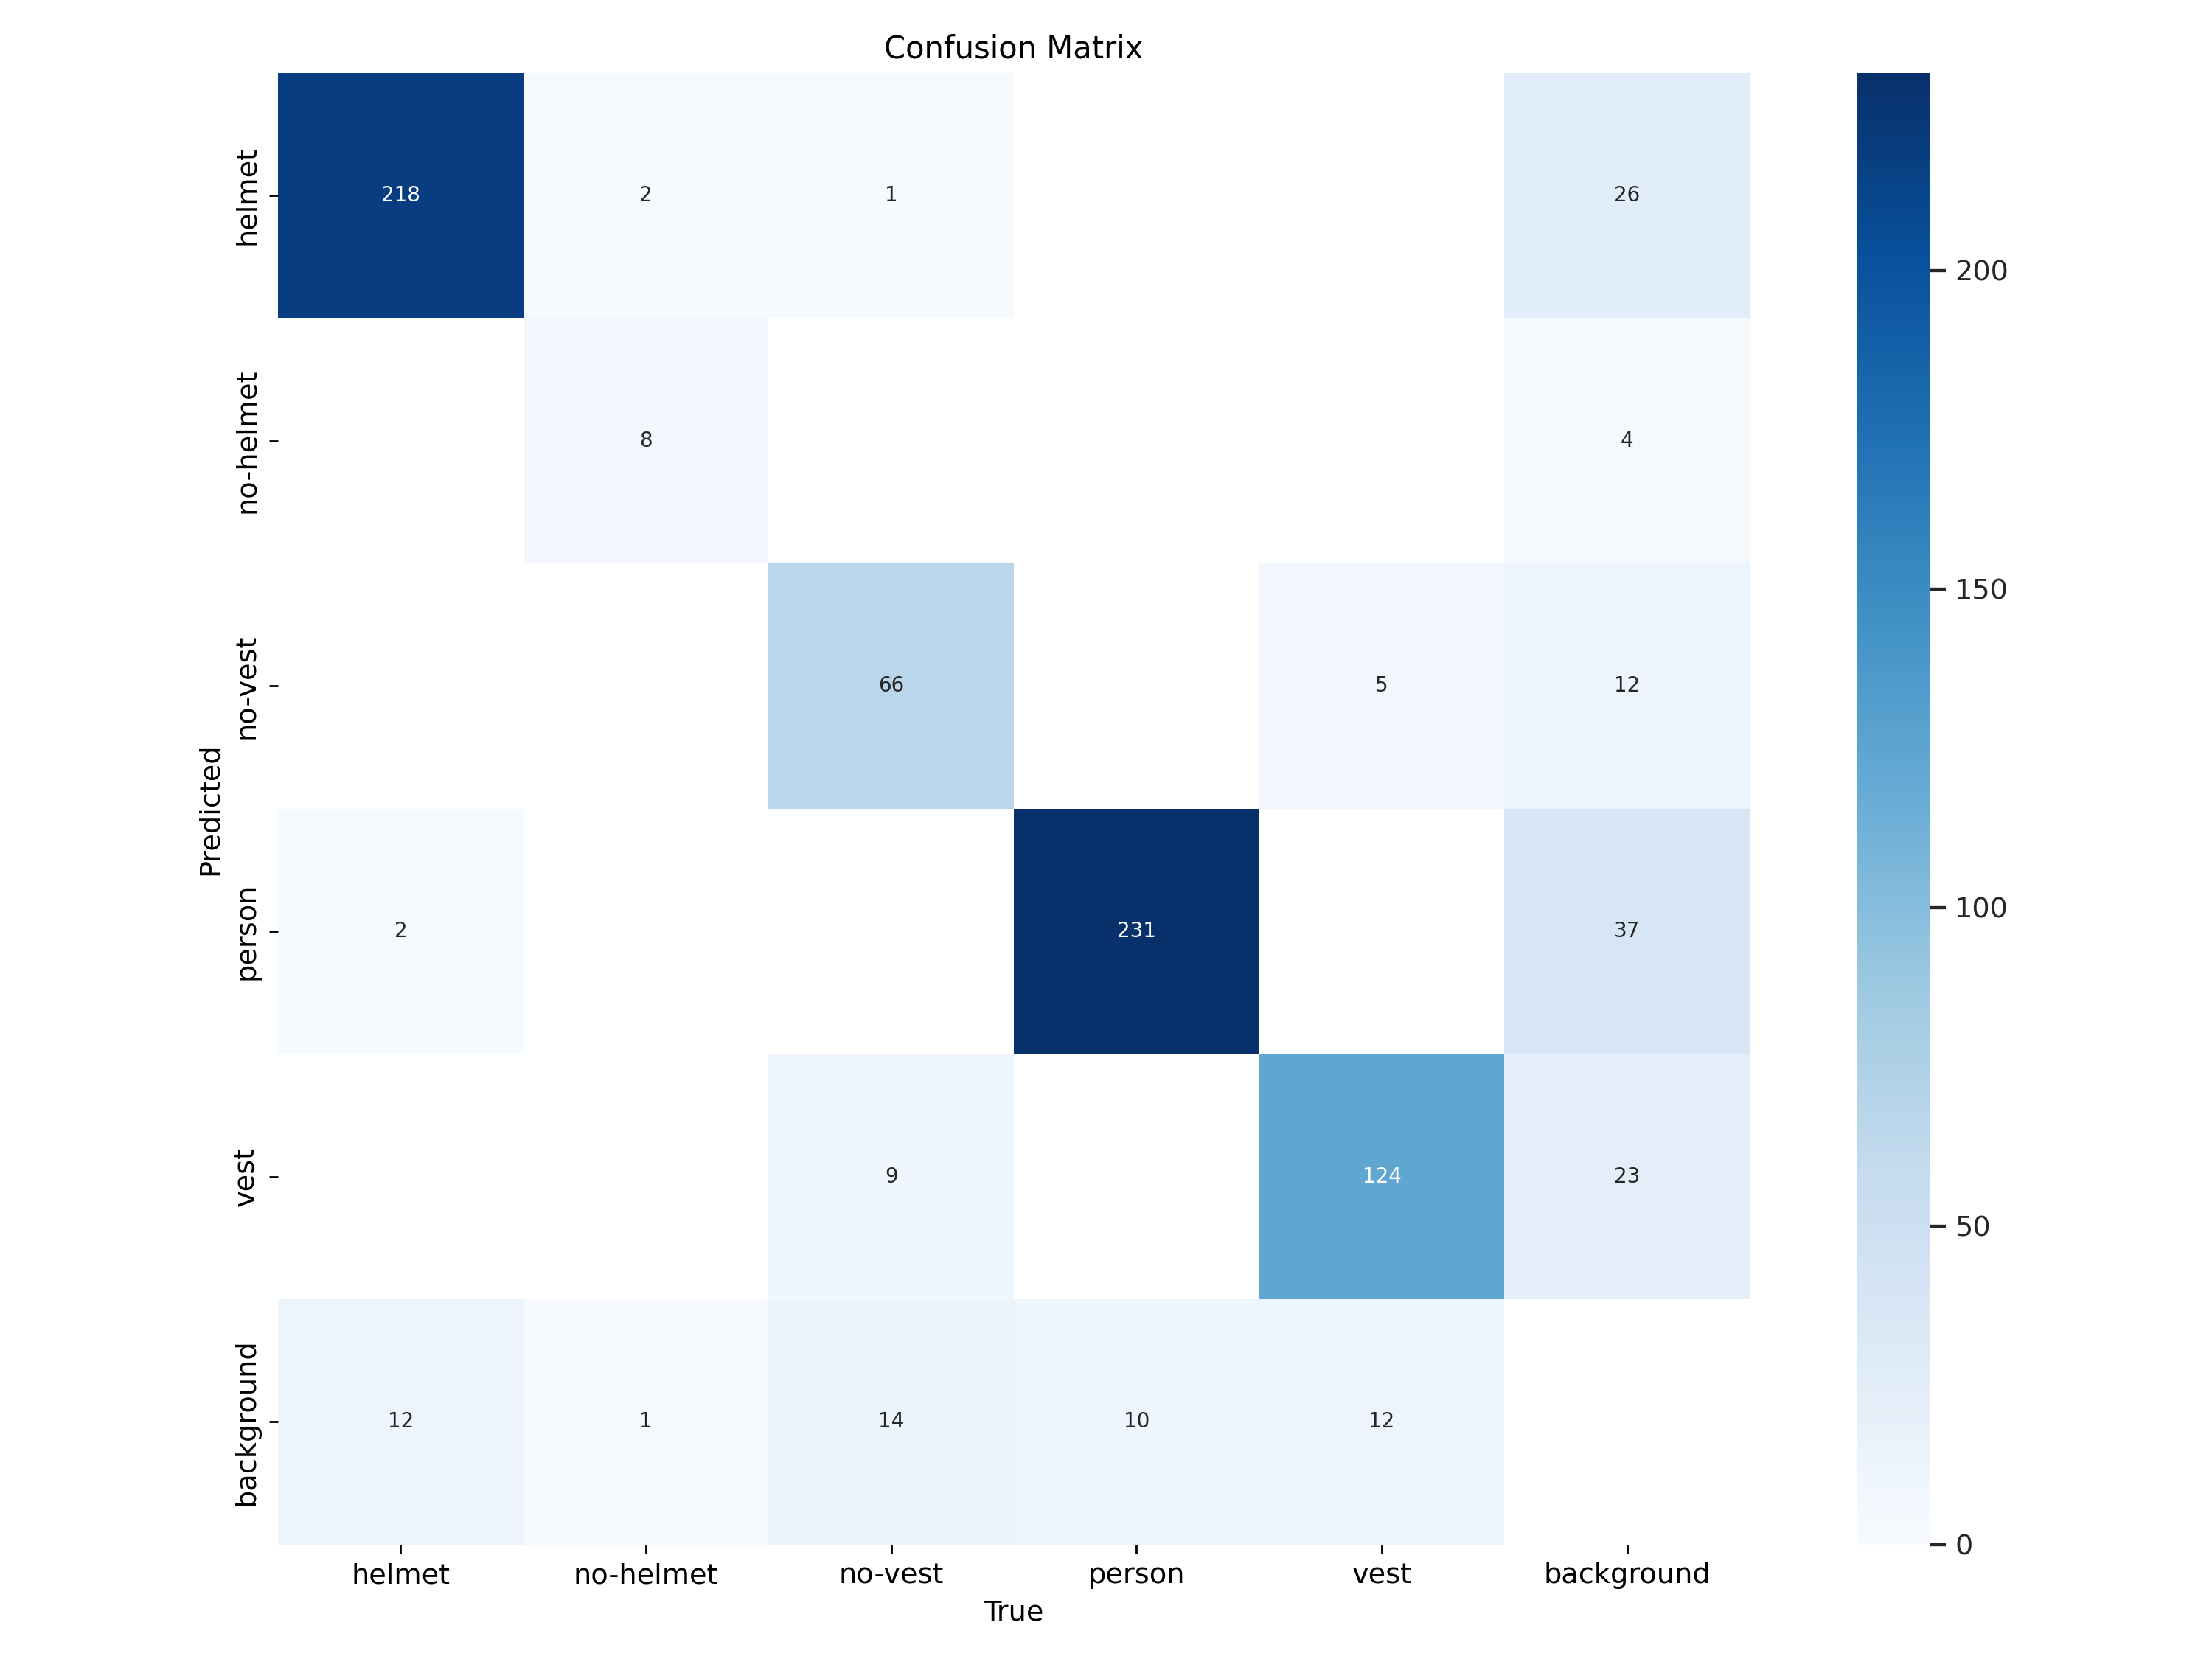 Confusion Matrix
Predicted
helmet
218 2 1 26
no-helmet
8 4
no-vest
66 5 12
person
2 231 37
vest
9 124 23
background
12 1 14 10 12
helmet no-helmet no-vest person vest background
True
200
150
100
50
0